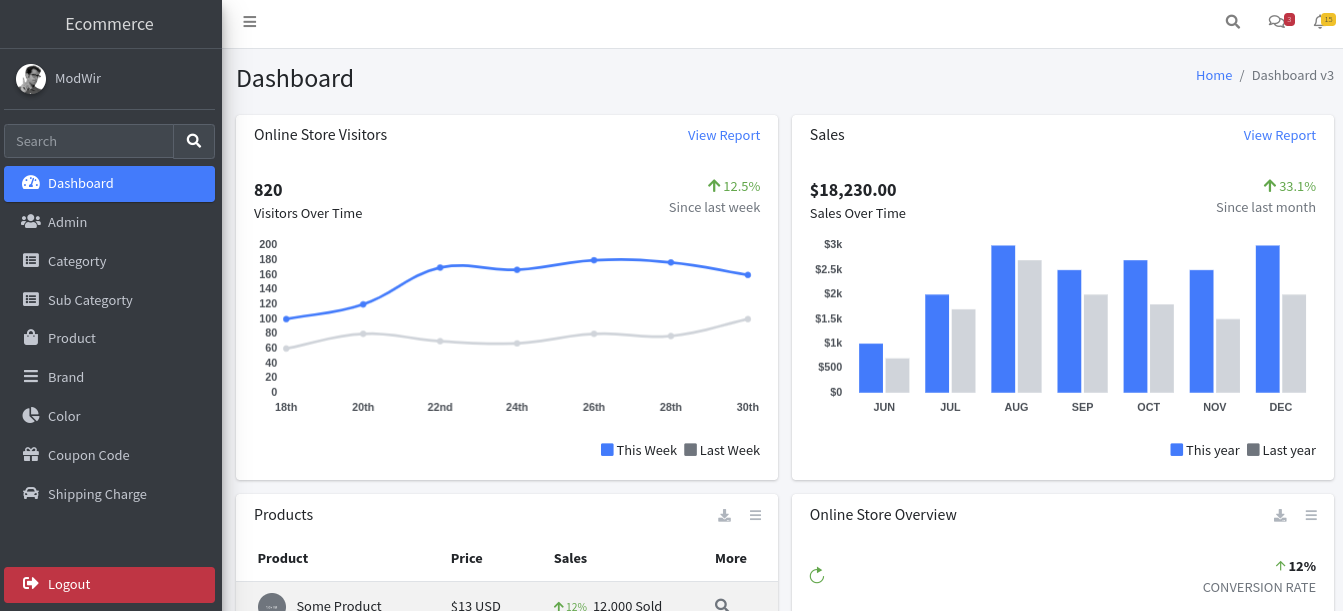 Ecommerce
3
15
ModWir
Search
Dashboard
Admin
Categorty
Sub Categorty
Product
Brand
Color
Coupon Code
Shipping Charge
Logout
Dashboard
Home / Dashboard v3
Online Store Visitors
View Report
820
Visitors Over Time
12.5%
Since last week
200
180
160
140
120
100
80
60
40
20
0
18th 20th 22nd 24th 26th 28th 30th
This Week Last Week
Sales
View Report
$18,230.00
Sales Over Time
33.1%
Since last month
$3k
$2.5k
$2k
$1.5k
$1k
$500
$0
JUN JUL AUG SEP OCT NOV DEC
This year Last year
Products
Product Price Sales More
Some Product $13 USD 12% 12,000 Sold
Online Store Overview
12%
CONVERSION RATE